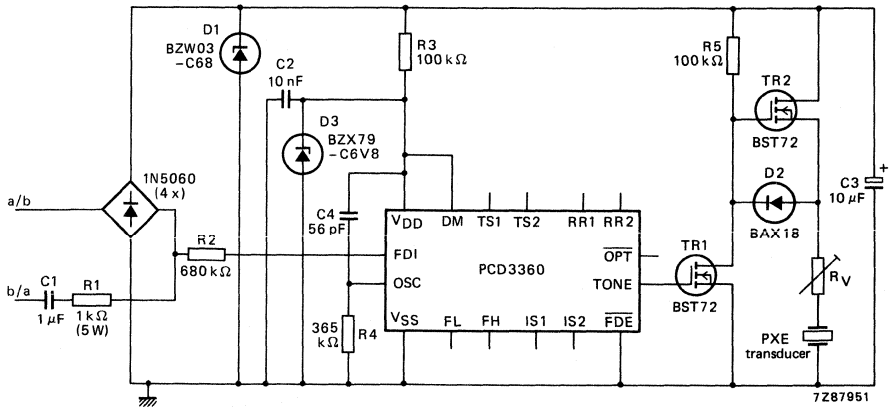 D1
BZW03
-C68
C2
10 nF
R3
100 kΩ
D3
BZX79
-C6V8
R5
100 kΩ
TR2
BST72
1N5060
(4x)
a/b
C4
56 pF
D2
BAX18
C3
10 µF
+
R2
680 kΩ
VDD
DM
TS1
TS2
RR1
RR2
FDI
OPT
PCD3360
OSC
TONE
TR1
BST72
RV
b/a
C1
1 µF
R1
1 kΩ
(5W)
365
kΩ
R4
VSS
FL
FH
IS1
IS2
FDE
PXE
transducer
7Z87951